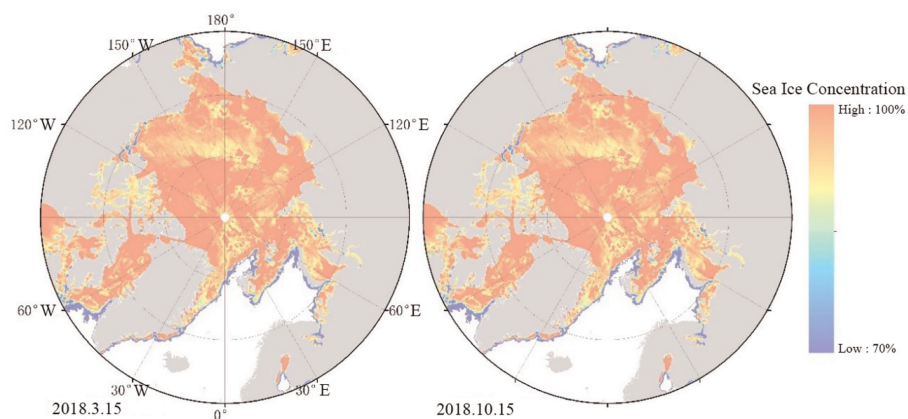 180°
150°W
150°E
120°W
120°E
60°W
60°E
30°W
30°E
0°
2018.3.15
2018.10.15
Sea Ice Concentration
High : 100%
Low : 70%